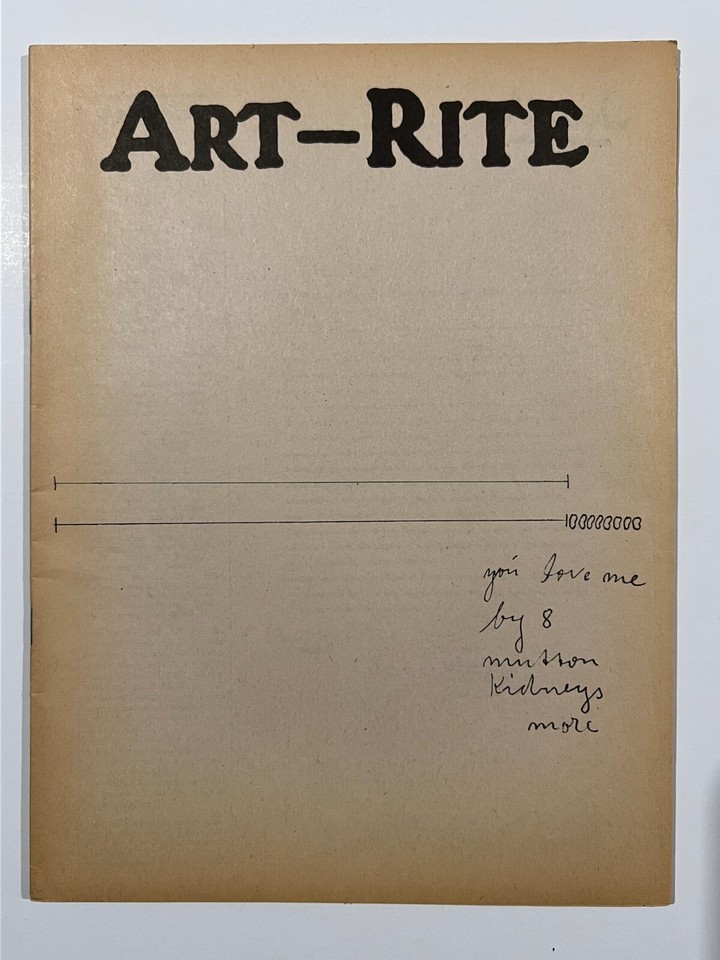 ART-RITE
you love me
by 8
mutton
Kidneys
more